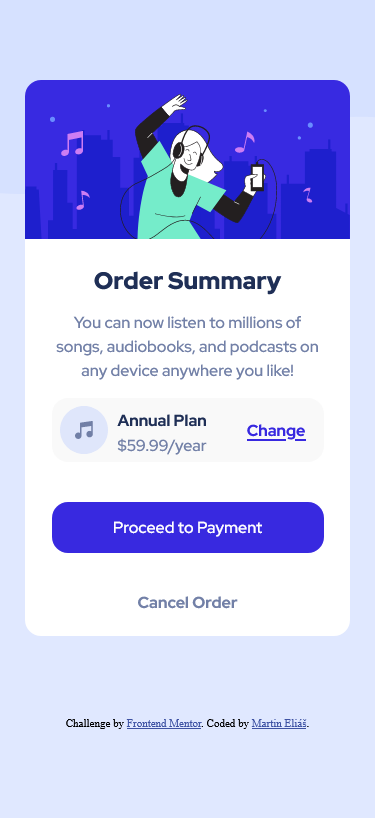 Order Summary
You can now listen to millions of
songs, audiobooks, and podcasts on
any device anywhere you like!
Annual Plan
$59.99/year
Change
Proceed to Payment
Cancel Order
Challenge by Frontend Mentor. Coded by Martin Eliáš.